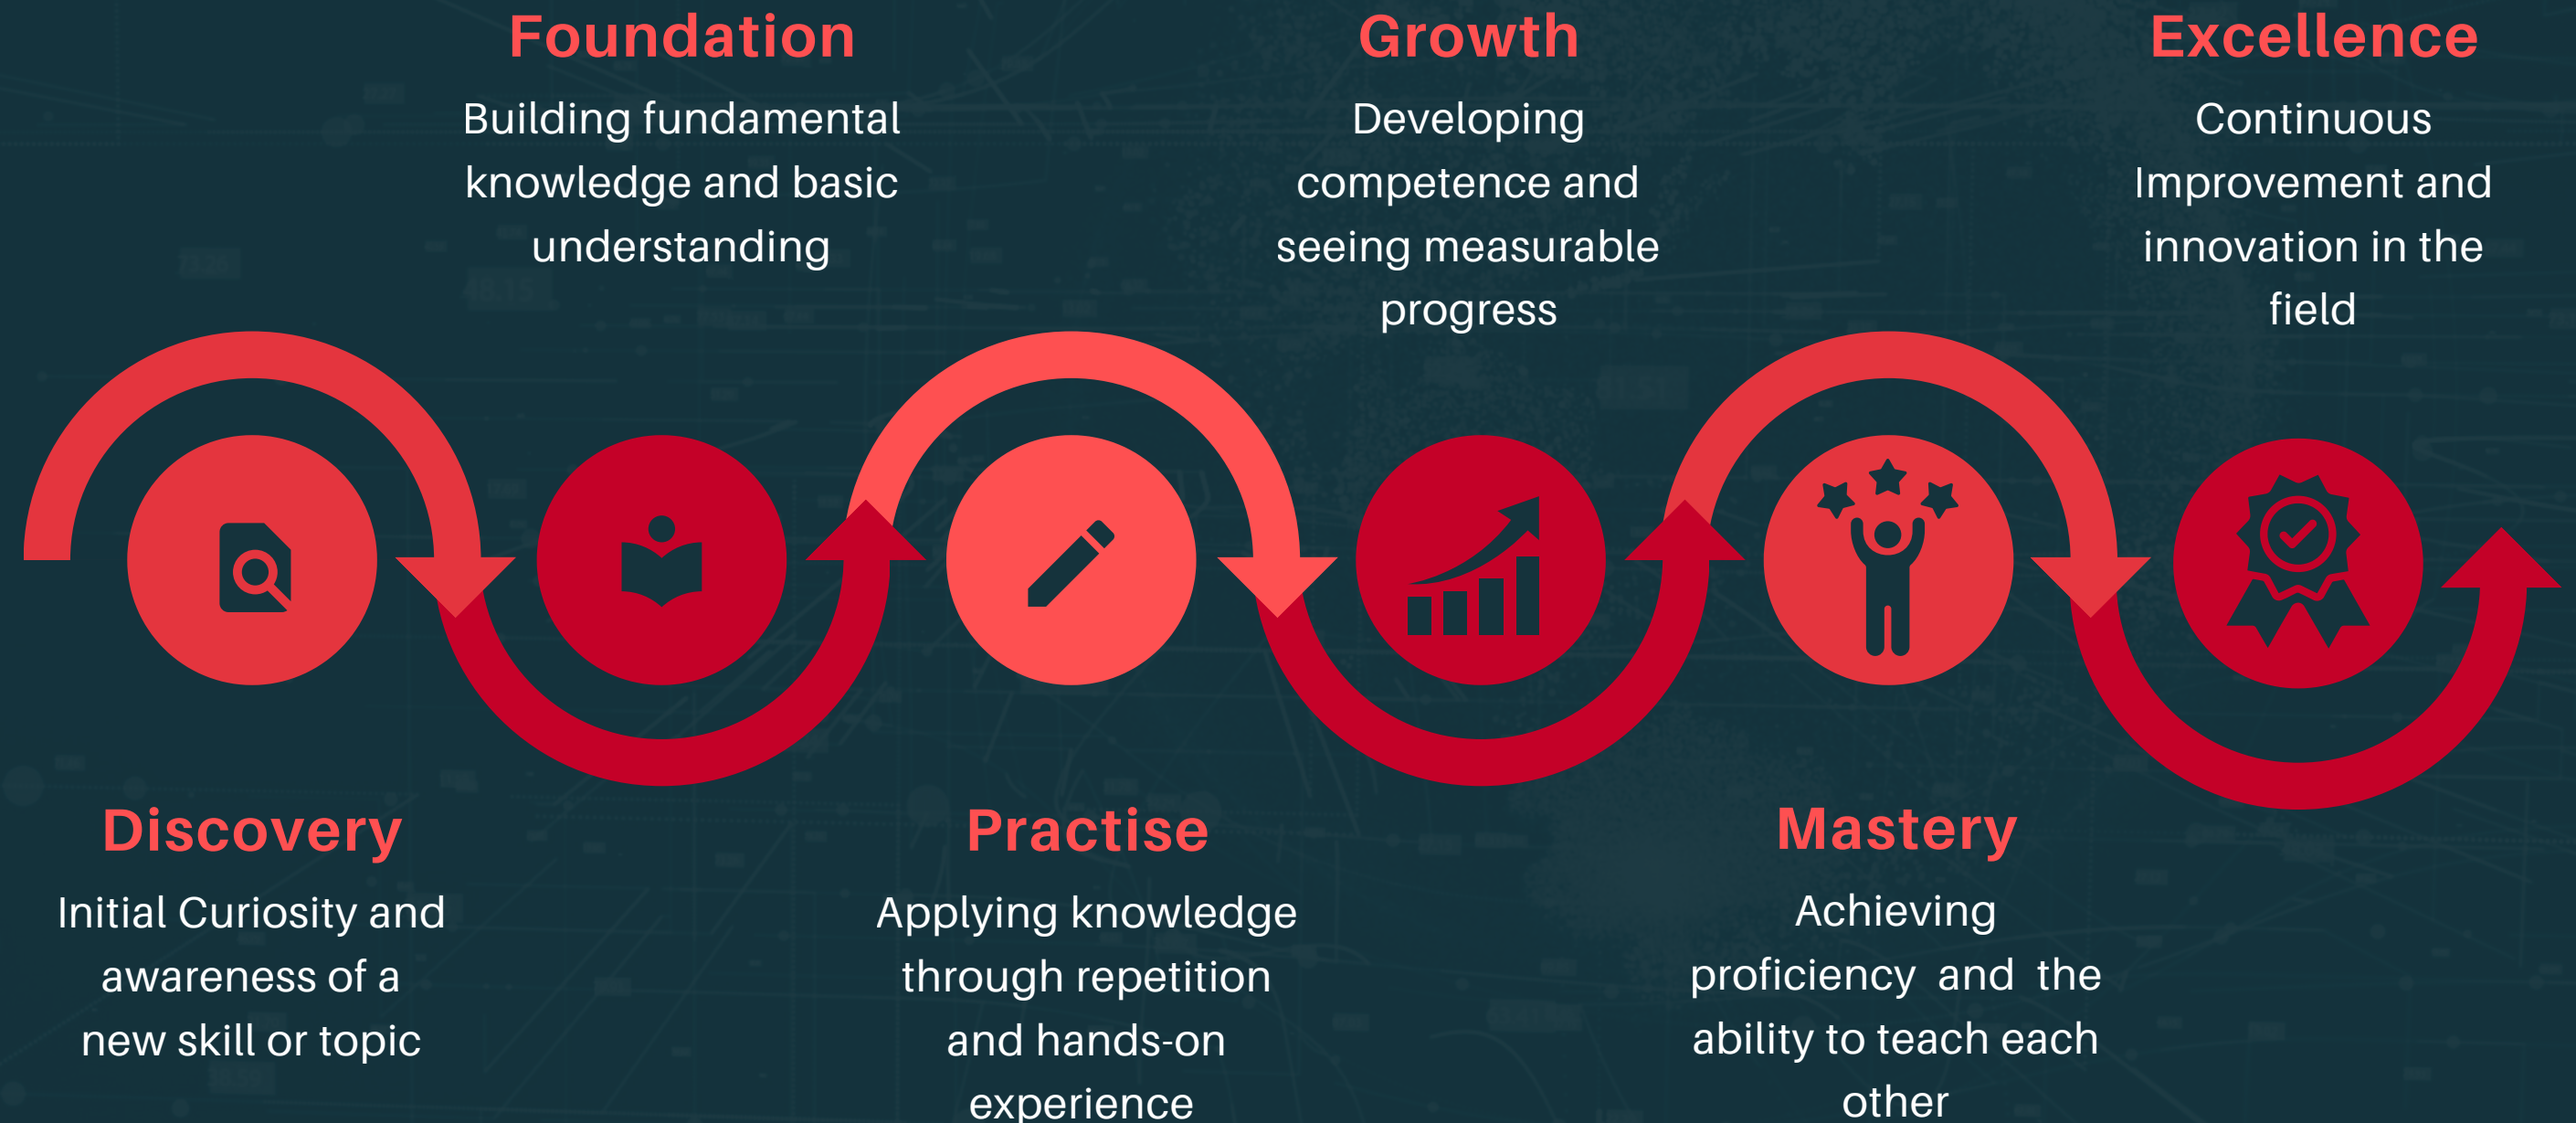 Foundation
Building fundamental
knowledge and basic
understanding
Growth
Developing
competence and
seeing measurable
progress
Excellence
Continuous
Improvement and
innovation in the
field
Discovery
Initial Curiosity and
awareness of a
new skill or topic
Practise
Applying knowledge
through repetition
and hands-on
experience
Mastery
Achieving
proficiency and the
ability to teach each
other